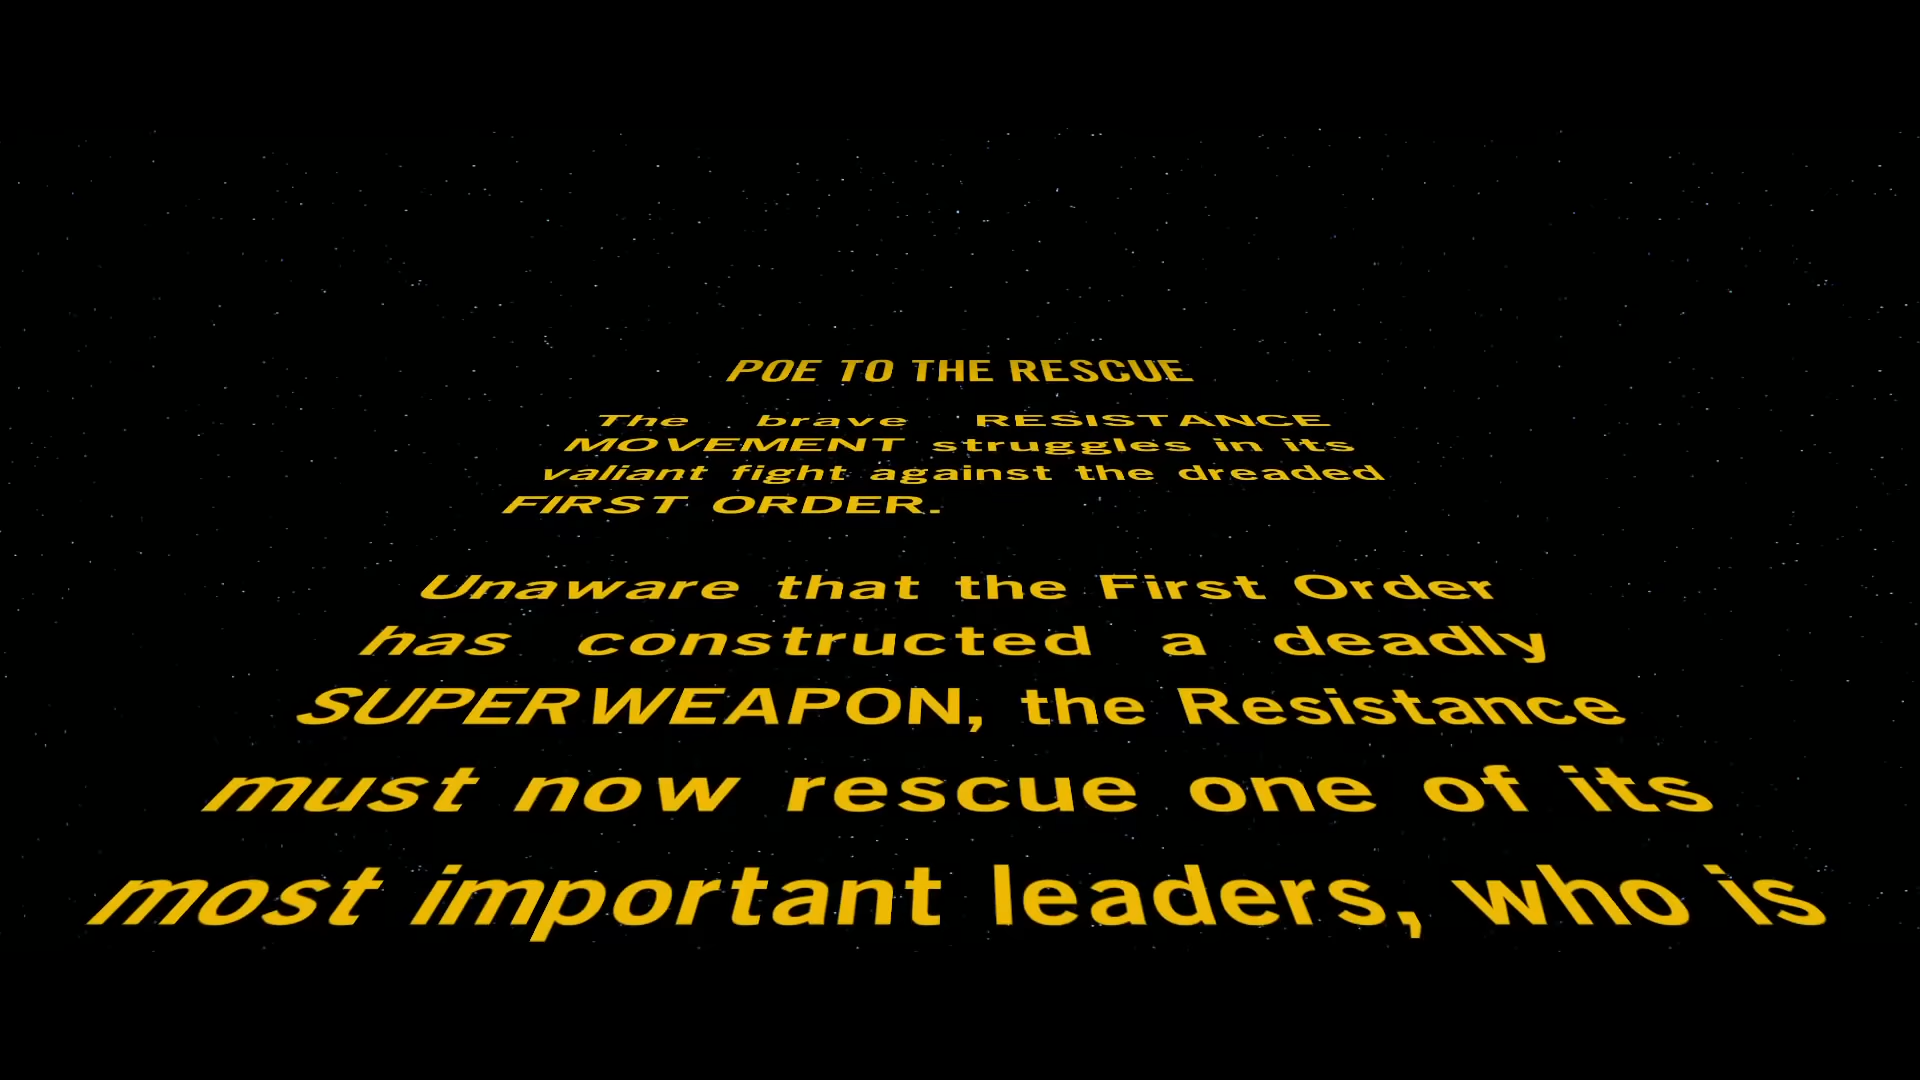 POE TO THE RESCUE
The brave RESISTANCE
MOVEMENT struggles in its
valiant fight against the dreaded
FIRST ORDER.
Unaware that the First Order
has constructed a deadly
SUPERWEAPON, the Resistance
must now rescue one of its
most important leaders, who is